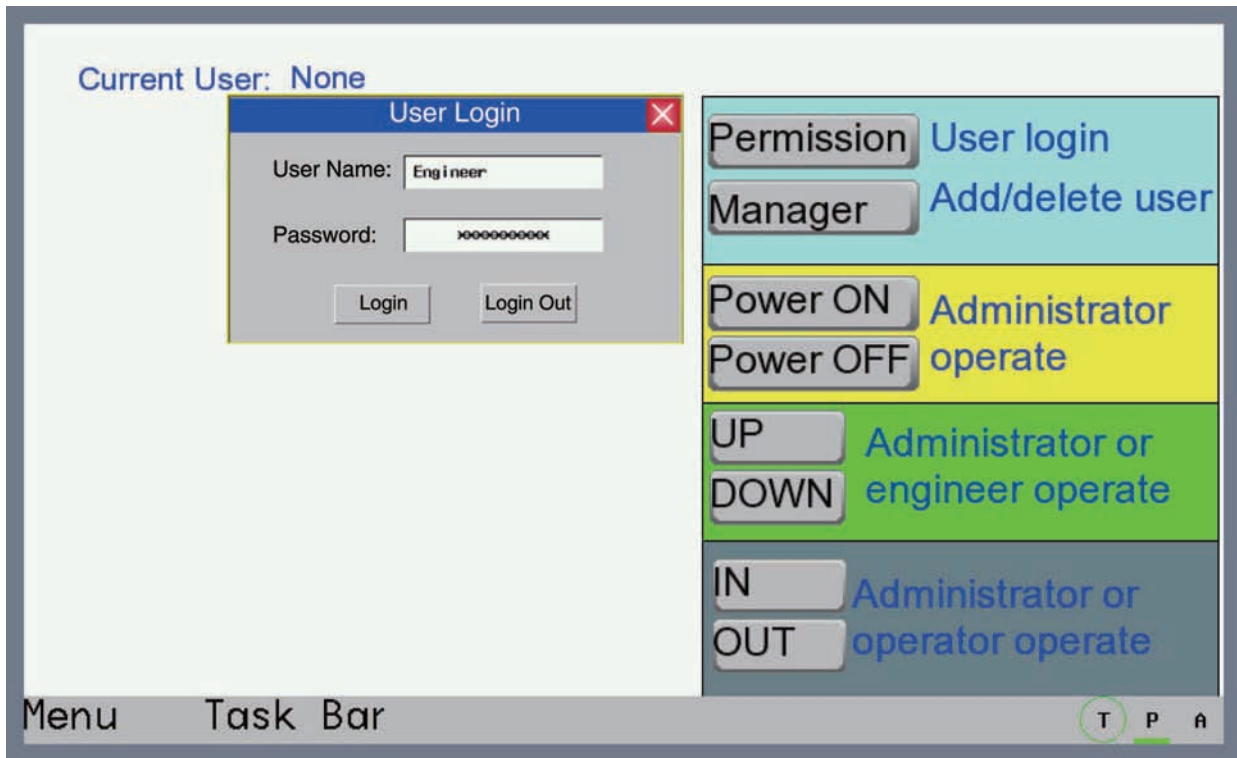 Current User: None
User Login
User Name: Engineer
Password: ***********
Login Login Out
Permission User login
Manager Add/delete user
Power ON Administrator
Power OFF operate
UP Administrator or
DOWN engineer operate
IN Administrator or
OUT operator operate
Menu Task Bar T P A